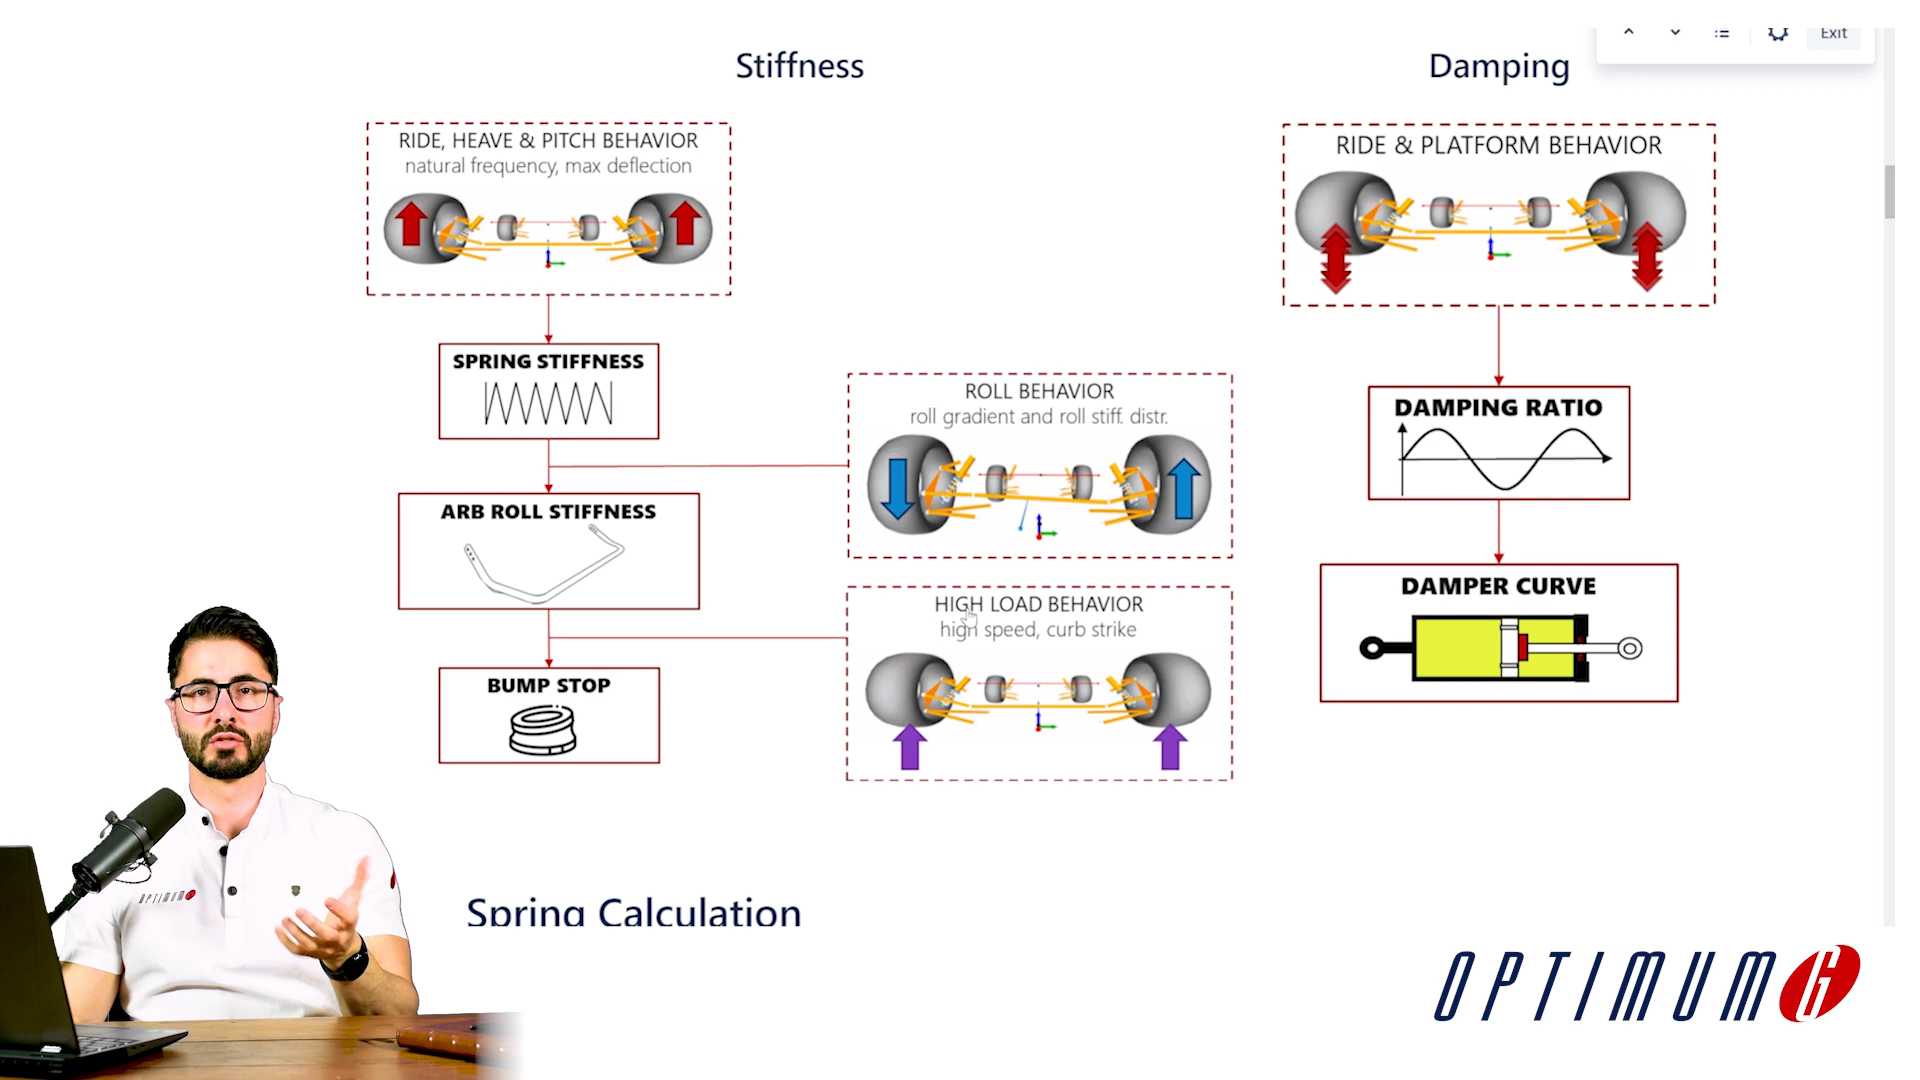 Stiffness
Damping
Exit
RIDE, HEAVE & PITCH BEHAVIOR
natural frequency, max deflection
RIDE & PLATFORM BEHAVIOR
SPRING STIFFNESS
ROLL BEHAVIOR
roll gradient and roll stiff. distr.
DAMPING RATIO
ARB ROLL STIFFNESS
HIGH LOAD BEHAVIOR
high speed, curb strike
DAMPER CURVE
BUMP STOP
OPTIMUM
Spring Calculation
OPTIMUM G